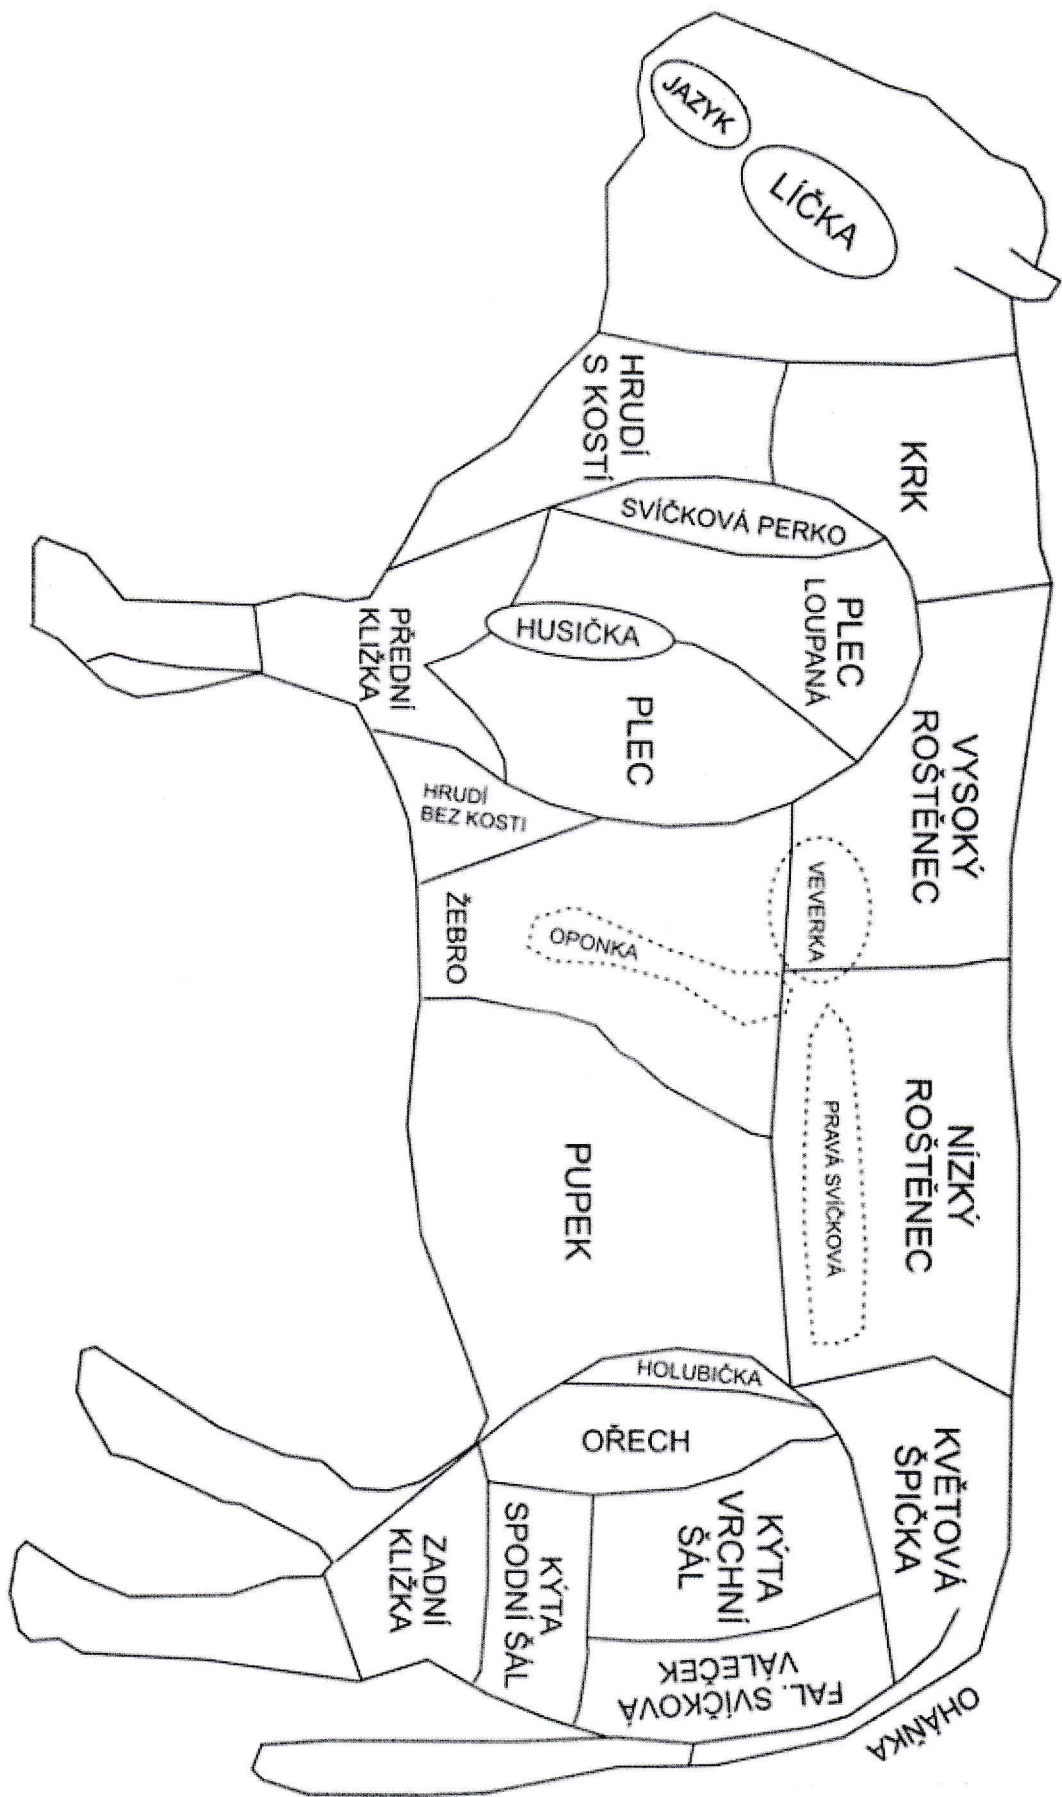 JAZYK
LÍČKA
KRK
HRUDÍ
S KOSTÍ
SVÍČKOVÁ PERKO
PLEC
LOUPANÁ
HUSIČKA
PŘEDNÍ
KLIŽKA
PLEC
VYSOKÝ
ROŠTĚNEC
HRUDÍ
BEZ KOSTI
VEVERKA
ŽEBRO
OPONKA
NÍZKÝ
ROŠTĚNEC
PRAVÁ SVÍČKOVÁ
PUPEK
HOLUBIČKA
OŘECH
KVĚTOVÁ
ŠPIČKA
KÝTA
VRCHNÍ
ŠÁL
KÝTA
SPODNÍ ŠÁL
ZADNÍ
KLIŽKA
FAL. SVÍČKOVÁ
VÁLEČEK
OHÁŇKA